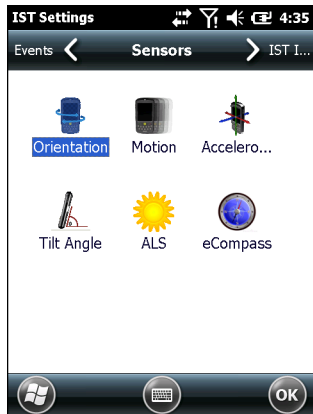 IST Settings 4:35
Events Sensors IST I...
Orientation Motion Accelero...
Tilt Angle ALS eCompass
OK